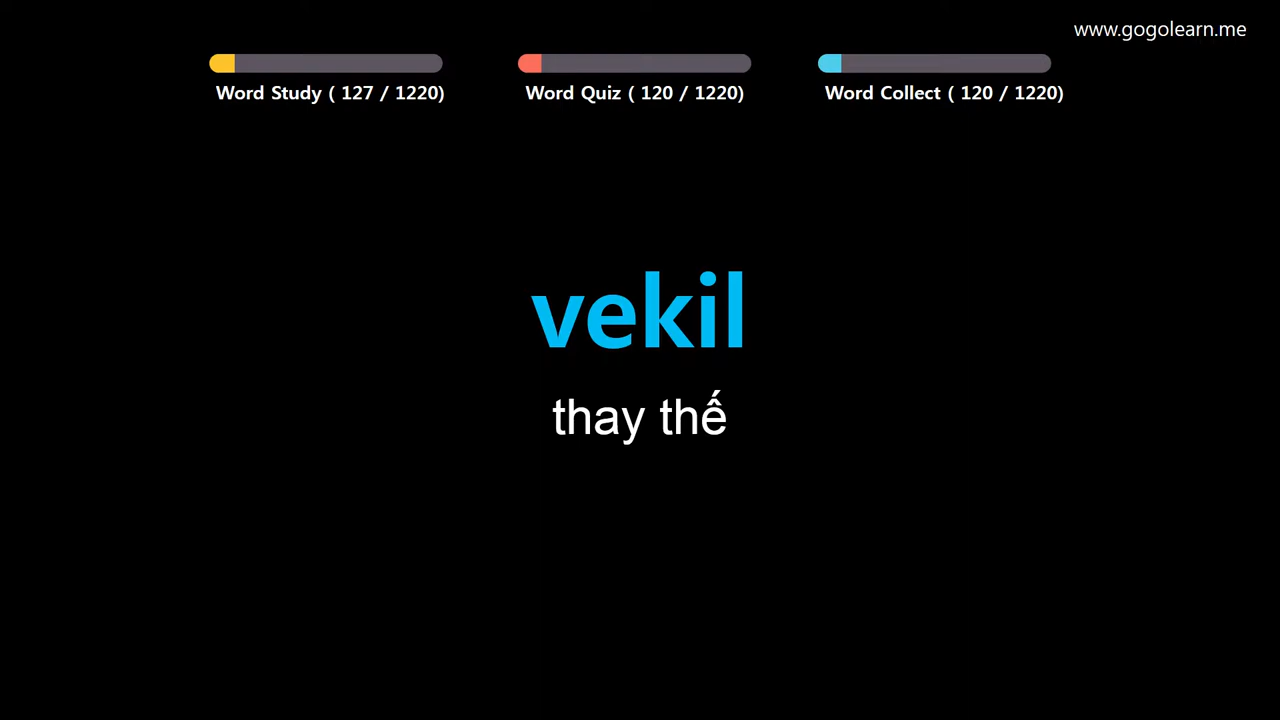 www.gogolearn.me
Word Study ( 127 / 1220)
Word Quiz ( 120 / 1220)
Word Collect ( 120 / 1220)
vekil
thay thế